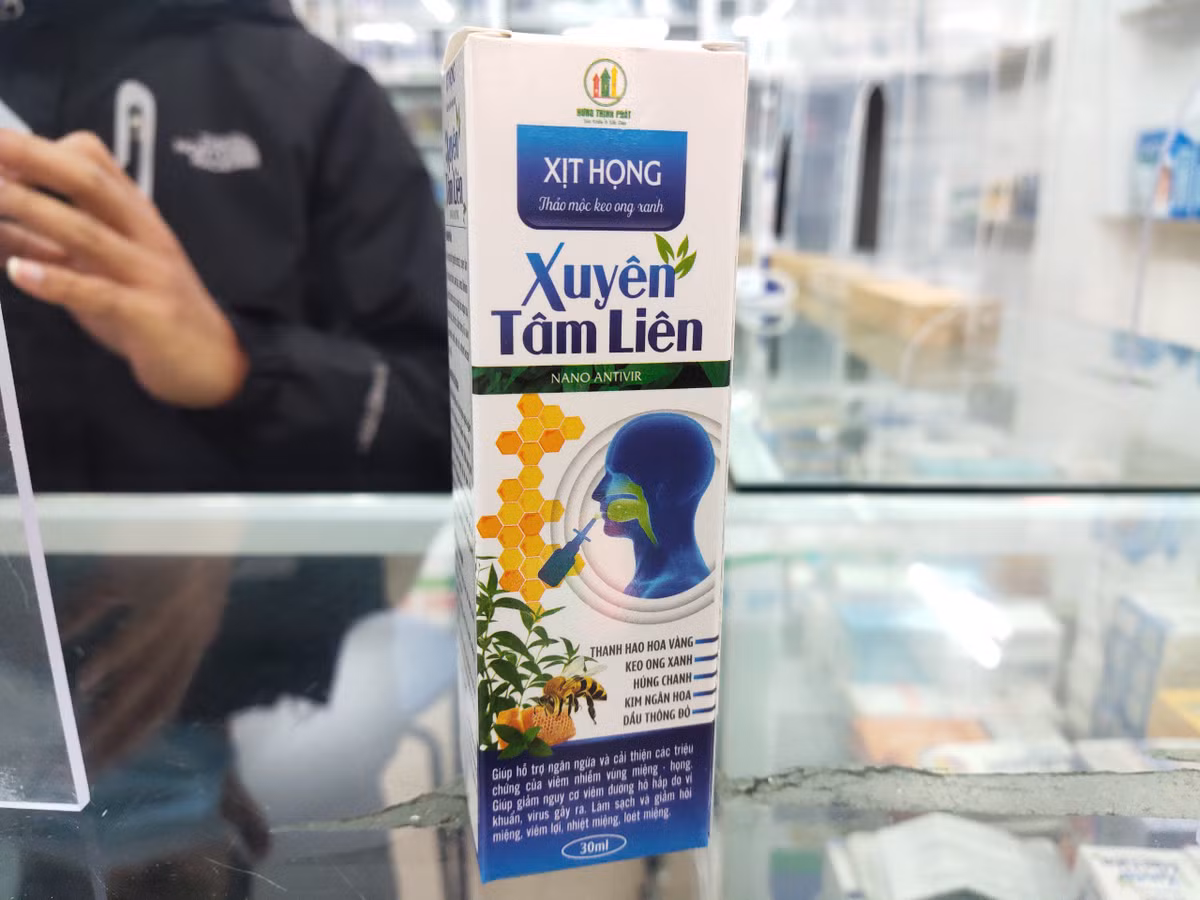 HƯNG THỊNH PHÁT
XỊT HỌNG
Thảo mộc keo ong xanh
Xuyên
Tâm Liên
NANO ANTIVIR
THANH HAO HOA VÀNG
KEO ONG XANH
HÚNG CHANH
KIM NGÂN HOA
DẦU THÔNG ĐỎ
Giúp hỗ trợ ngăn ngừa và cải thiện các triệu
chứng của viêm nhiễm vùng miệng - họng.
Giúp giảm nguy cơ viêm đường hô hấp do vi
khuẩn, virus gây ra. Làm sạch và giảm hôi
miệng, viêm lợi, nhiệt miệng, loét miệng.
30ml
Xuyên
Tâm Liên